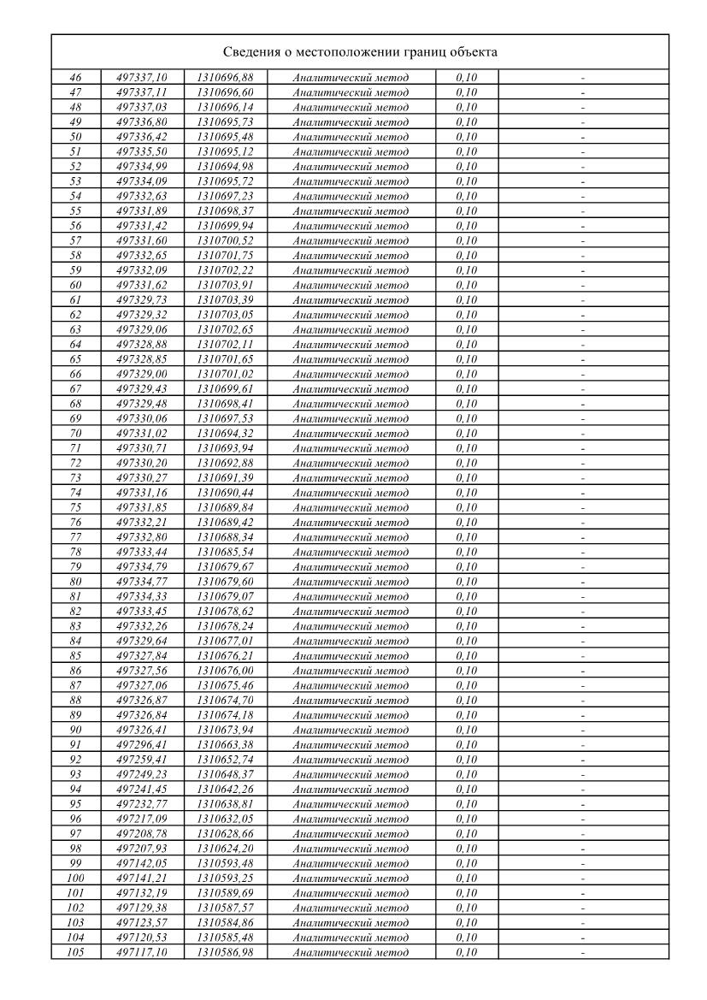 Сведения о местоположении границ объекта
46 497337,10 1310696,88 Аналитический метод 0,10 -
47 497337,11 1310696,60 Аналитический метод 0,10 -
48 497337,03 1310696,14 Аналитический метод 0,10 -
49 497336,80 1310695,73 Аналитический метод 0,10 -
50 497336,42 1310695,48 Аналитический метод 0,10 -
51 497335,50 1310695,12 Аналитический метод 0,10 -
52 497334,99 1310694,98 Аналитический метод 0,10 -
53 497334,09 1310695,72 Аналитический метод 0,10 -
54 497332,63 1310697,23 Аналитический метод 0,10 -
55 497331,89 1310698,37 Аналитический метод 0,10 -
56 497331,42 1310699,94 Аналитический метод 0,10 -
57 497331,60 1310700,52 Аналитический метод 0,10 -
58 497332,65 1310701,75 Аналитический метод 0,10 -
59 497332,09 1310702,22 Аналитический метод 0,10 -
60 497331,62 1310703,91 Аналитический метод 0,10 -
61 497329,73 1310703,39 Аналитический метод 0,10 -
62 497329,32 1310703,05 Аналитический метод 0,10 -
63 497329,06 1310702,65 Аналитический метод 0,10 -
64 497328,88 1310702,11 Аналитический метод 0,10 -
65 497328,85 1310701,65 Аналитический метод 0,10 -
66 497329,00 1310701,02 Аналитический метод 0,10 -
67 497329,43 1310699,61 Аналитический метод 0,10 -
68 497329,48 1310698,41 Аналитический метод 0,10 -
69 497330,06 1310697,53 Аналитический метод 0,10 -
70 497331,02 1310694,32 Аналитический метод 0,10 -
71 497330,71 1310693,94 Аналитический метод 0,10 -
72 497330,20 1310692,88 Аналитический метод 0,10 -
73 497330,27 1310691,39 Аналитический метод 0,10 -
74 497331,16 1310690,44 Аналитический метод 0,10 -
75 497331,85 1310689,84 Аналитический метод 0,10 -
76 497332,21 1310689,42 Аналитический метод 0,10 -
77 497332,80 1310688,34 Аналитический метод 0,10 -
78 497333,44 1310685,54 Аналитический метод 0,10 -
79 497334,79 1310679,67 Аналитический метод 0,10 -
80 497334,77 1310679,60 Аналитический метод 0,10 -
81 497334,33 1310679,07 Аналитический метод 0,10 -
82 497333,45 1310678,62 Аналитический метод 0,10 -
83 497332,26 1310678,24 Аналитический метод 0,10 -
84 497329,64 1310677,01 Аналитический метод 0,10 -
85 497327,84 1310676,21 Аналитический метод 0,10 -
86 497327,56 1310676,00 Аналитический метод 0,10 -
87 497327,06 1310675,46 Аналитический метод 0,10 -
88 497326,87 1310674,70 Аналитический метод 0,10 -
89 497326,84 1310674,18 Аналитический метод 0,10 -
90 497326,41 1310673,94 Аналитический метод 0,10 -
91 497296,41 1310663,38 Аналитический метод 0,10 -
92 497259,41 1310652,74 Аналитический метод 0,10 -
93 497249,23 1310648,37 Аналитический метод 0,10 -
94 497241,45 1310642,26 Аналитический метод 0,10 -
95 497232,77 1310638,81 Аналитический метод 0,10 -
96 497217,09 1310632,05 Аналитический метод 0,10 -
97 497208,78 1310628,66 Аналитический метод 0,10 -
98 497207,93 1310624,20 Аналитический метод 0,10 -
99 497142,05 1310593,48 Аналитический метод 0,10 -
100 497141,21 1310593,25 Аналитический метод 0,10 -
101 497132,19 1310589,69 Аналитический метод 0,10 -
102 497129,38 1310587,57 Аналитический метод 0,10 -
103 497123,57 1310584,86 Аналитический метод 0,10 -
104 497120,53 1310585,48 Аналитический метод 0,10 -
105 497117,10 1310586,98 Аналитический метод 0,10 -